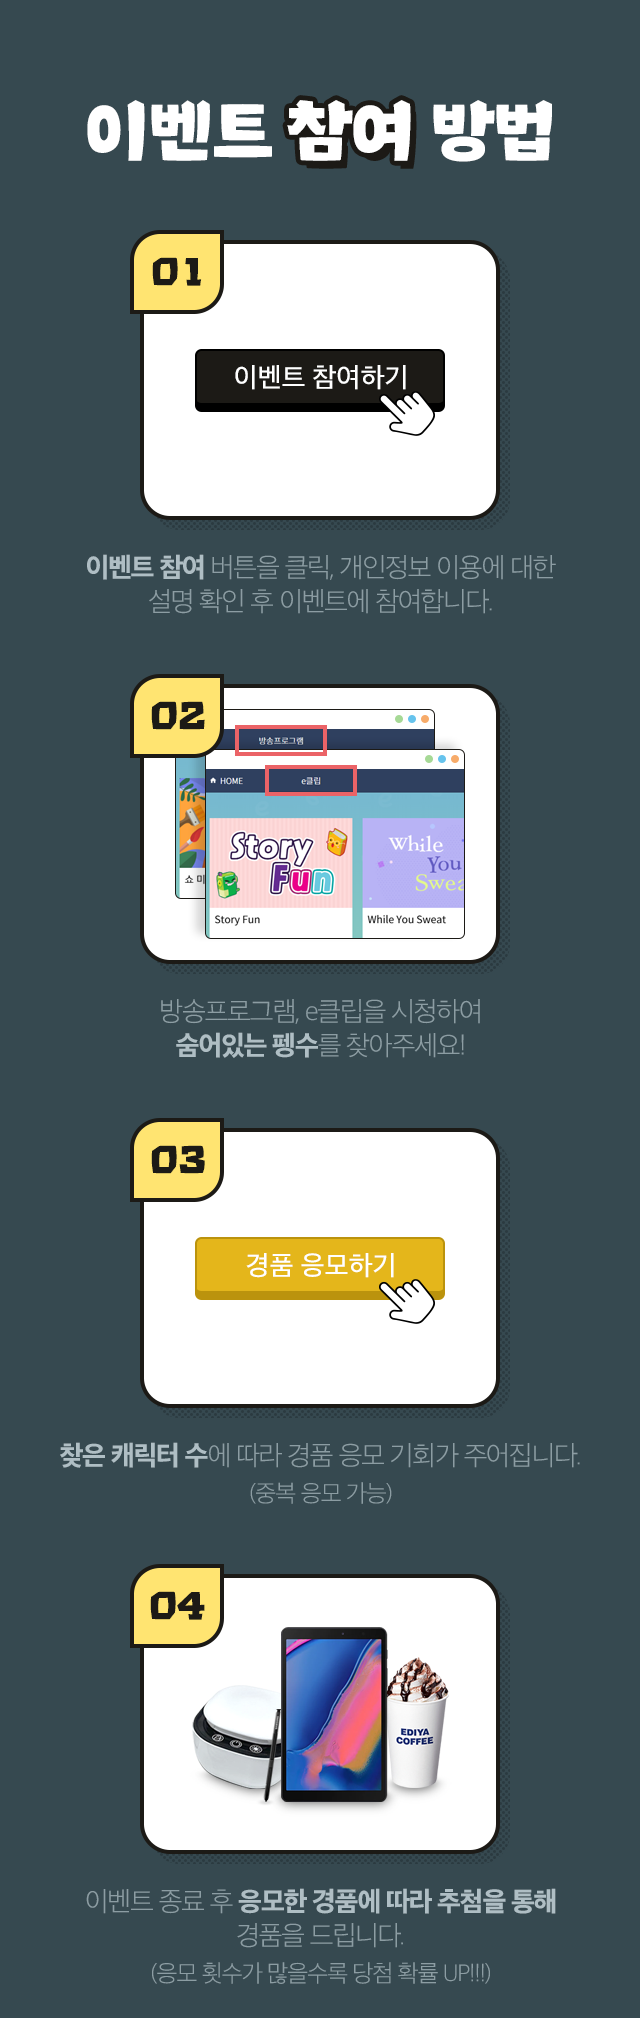 이벤트 참여 방법
01
이벤트 참여하기
이벤트 참여 버튼을 클릭, 개인정보 이용에 대한
설명 확인 후 이벤트에 참여합니다.
02
방송프로그램
HOME e클립
쇼 미
Story Fun
While You Swea
Story Fun
While You Sweat
방송프로그램, e클립을 시청하여
숨어있는 펭수를 찾아주세요!
03
경품 응모하기
찾은 캐릭터 수에 따라 경품 응모 기회가 주어집니다.
(중복 응모 가능)
04
EDIYA
COFFEE
이벤트 종료 후 응모한 경품에 따라 추첨을 통해
경품을 드립니다.
(응모 횟수가 많을수록 당첨 확률 UP!!!)